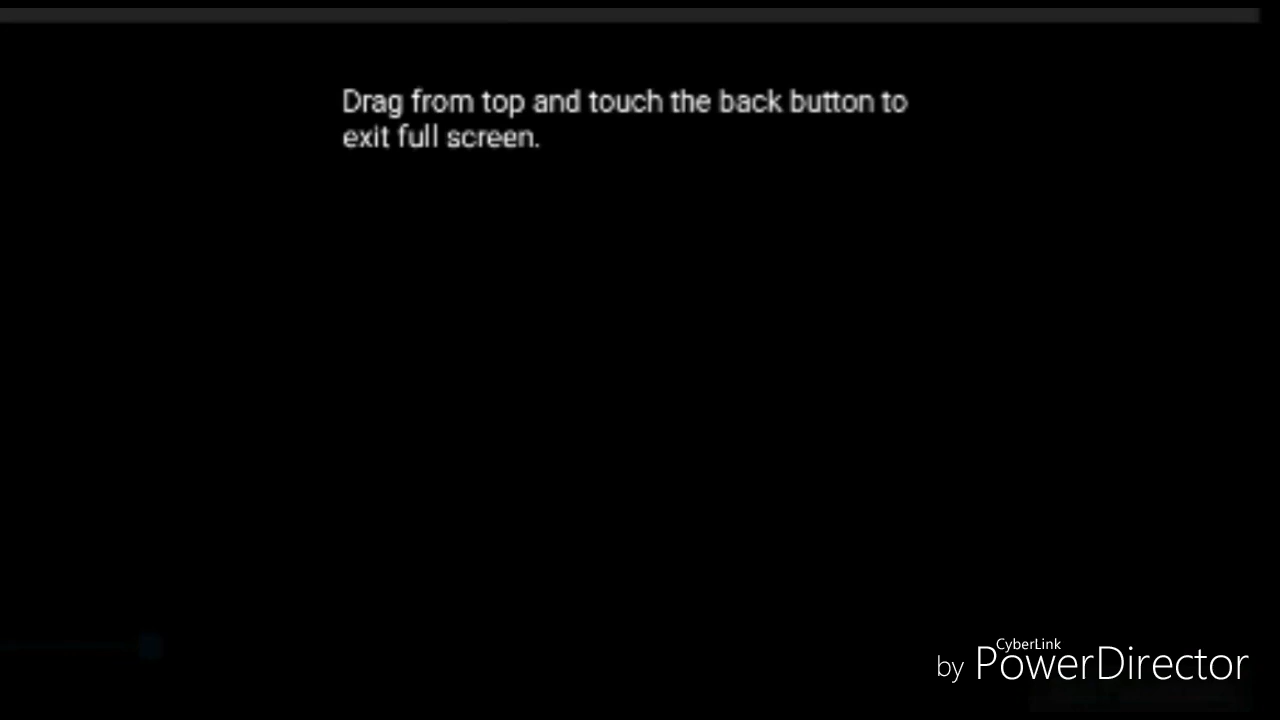 Drag from top and touch the back button to
exit full screen.
CyberLink
by PowerDirector